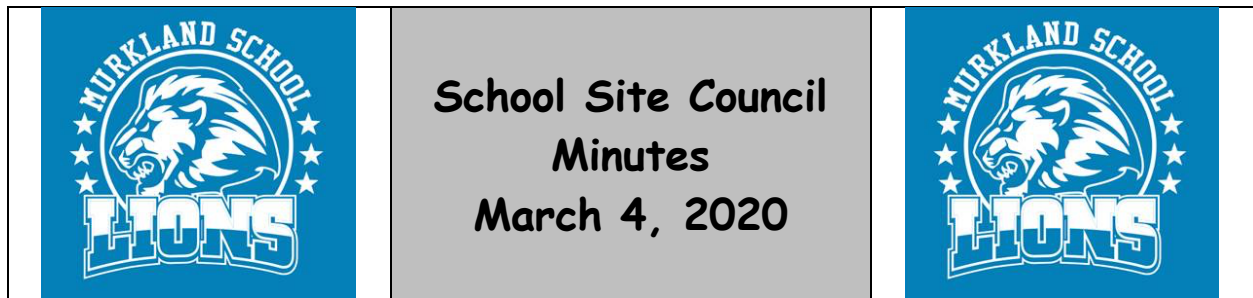 MURKLAND SCHOOL
LIONS
School Site Council
Minutes
March 4, 2020
MURKLAND SCHOOL
LIONS